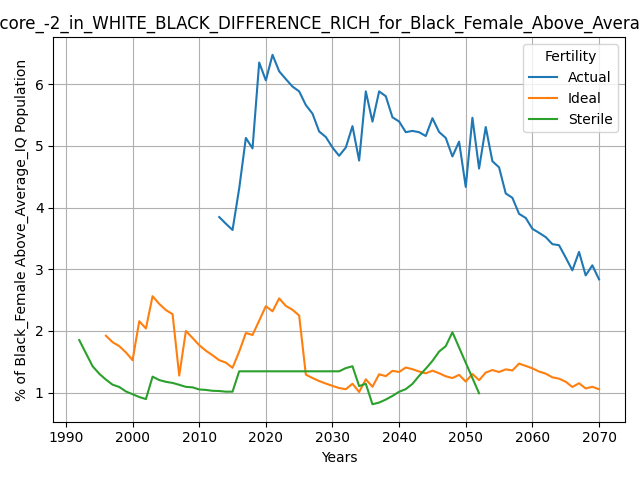 core_-2_in_WHITE_BLACK_DIFFERENCE_RICH_for_Black_Female_Above_Avera
Fertility
Actual
Ideal
Sterile
% of Black_Female Above_Average_IQ Population
6
5
4
3
2
1
1990 2000 2010 2020 2030 2040 2050 2060 2070
Years